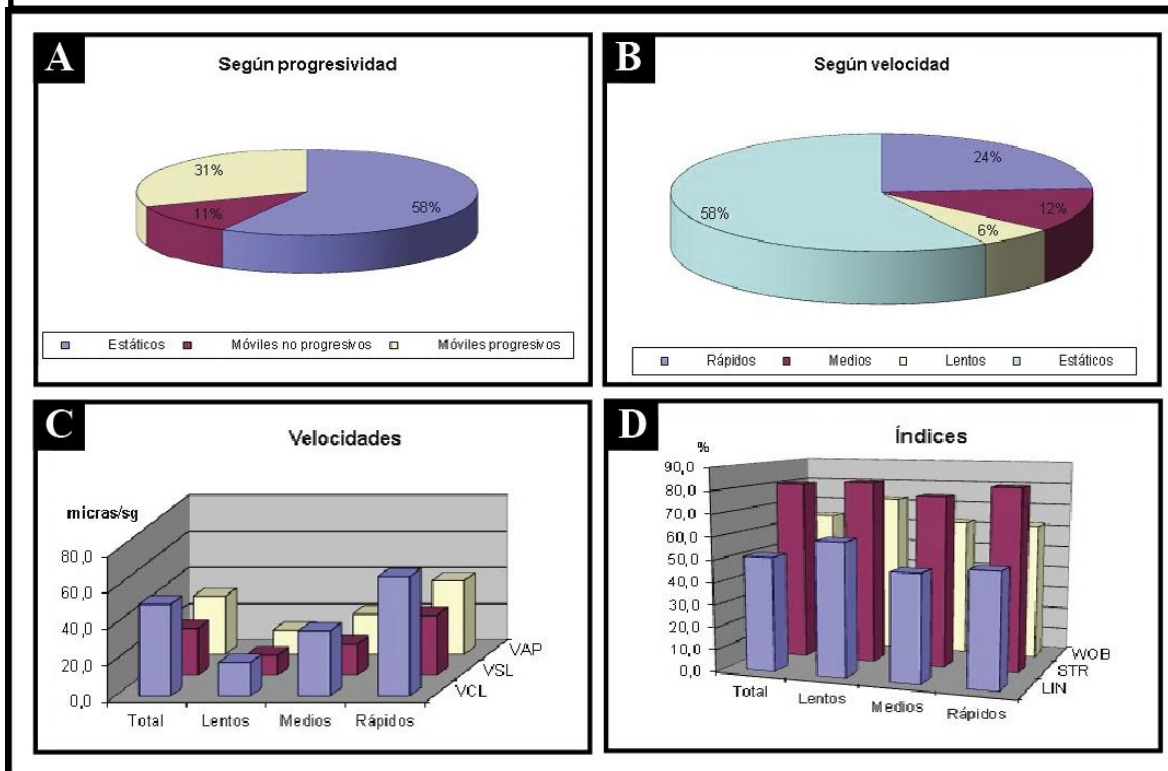 A
Según progresividad
31%
11%
58%
Estáticos Móviles no progresivos Móviles progresivos
B
Según velocidad
24%
58%
12%
6%
Rápidos Medios Lentos Estáticos
C
Velocidades
micras/sg
80,0
60,0
40,0
20,0
0,0
VAP
VSL
VCL
Total Lentos Medios Rápidos
D
Índices
%
90,0
80,0
70,0
60,0
50,0
40,0
30,0
20,0
10,0
0,0
WOB
STR
LIN
Total Lentos Medios Rápidos